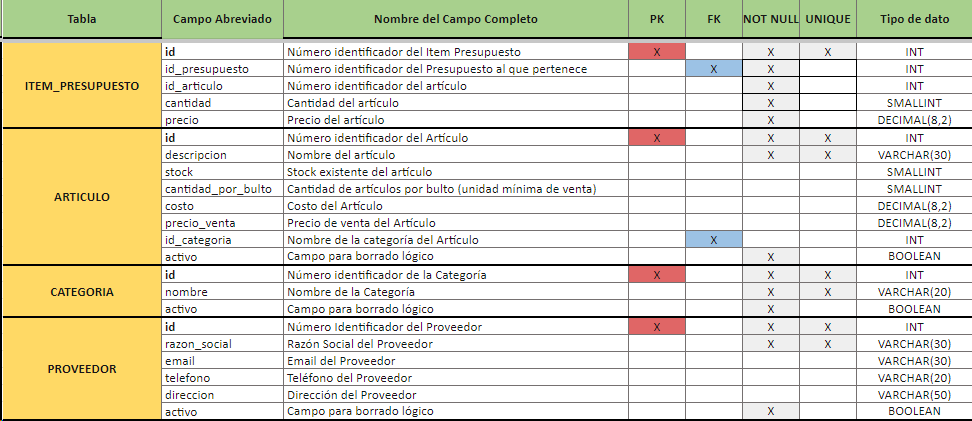 Tabla Campo Abreviado Nombre del Campo Completo PK FK NOT NULL UNIQUE Tipo de dato
ITEM_PRESUPUESTO
id Número identificador del Item Presupuesto X X X INT
id_presupuesto Número identificador del Presupuesto al que pertenece X X INT
id_articulo Número identificador del artículo X INT
cantidad Cantidad del artículo X SMALLINT
precio Precio del artículo X DECIMAL(8,2)
ARTICULO
id Número identificador del Artículo X X X INT
descripcion Nombre del artículo X X VARCHAR(30)
stock Stock existente del artículo SMALLINT
cantidad_por_bulto Cantidad de artículos por bulto (unidad mínima de venta) SMALLINT
costo Costo del Artículo DECIMAL(8,2)
precio_venta Precio de venta del Artículo DECIMAL(8,2)
id_categoria Nombre de la categoría del Artículo X INT
activo Campo para borrado lógico X BOOLEAN
CATEGORIA
id Número identificador de la Categoría X X X INT
nombre Nombre de la Categoría X X VARCHAR(20)
activo Campo para borrado lógico X BOOLEAN
PROVEEDOR
id Número Identificador del Proveedor X X X INT
razon_social Razón Social del Proveedor X X VARCHAR(30)
email Email del Proveedor VARCHAR(30)
telefono Teléfono del Proveedor VARCHAR(20)
direccion Dirección del Proveedor VARCHAR(50)
activo Campo para borrado lógico X BOOLEAN